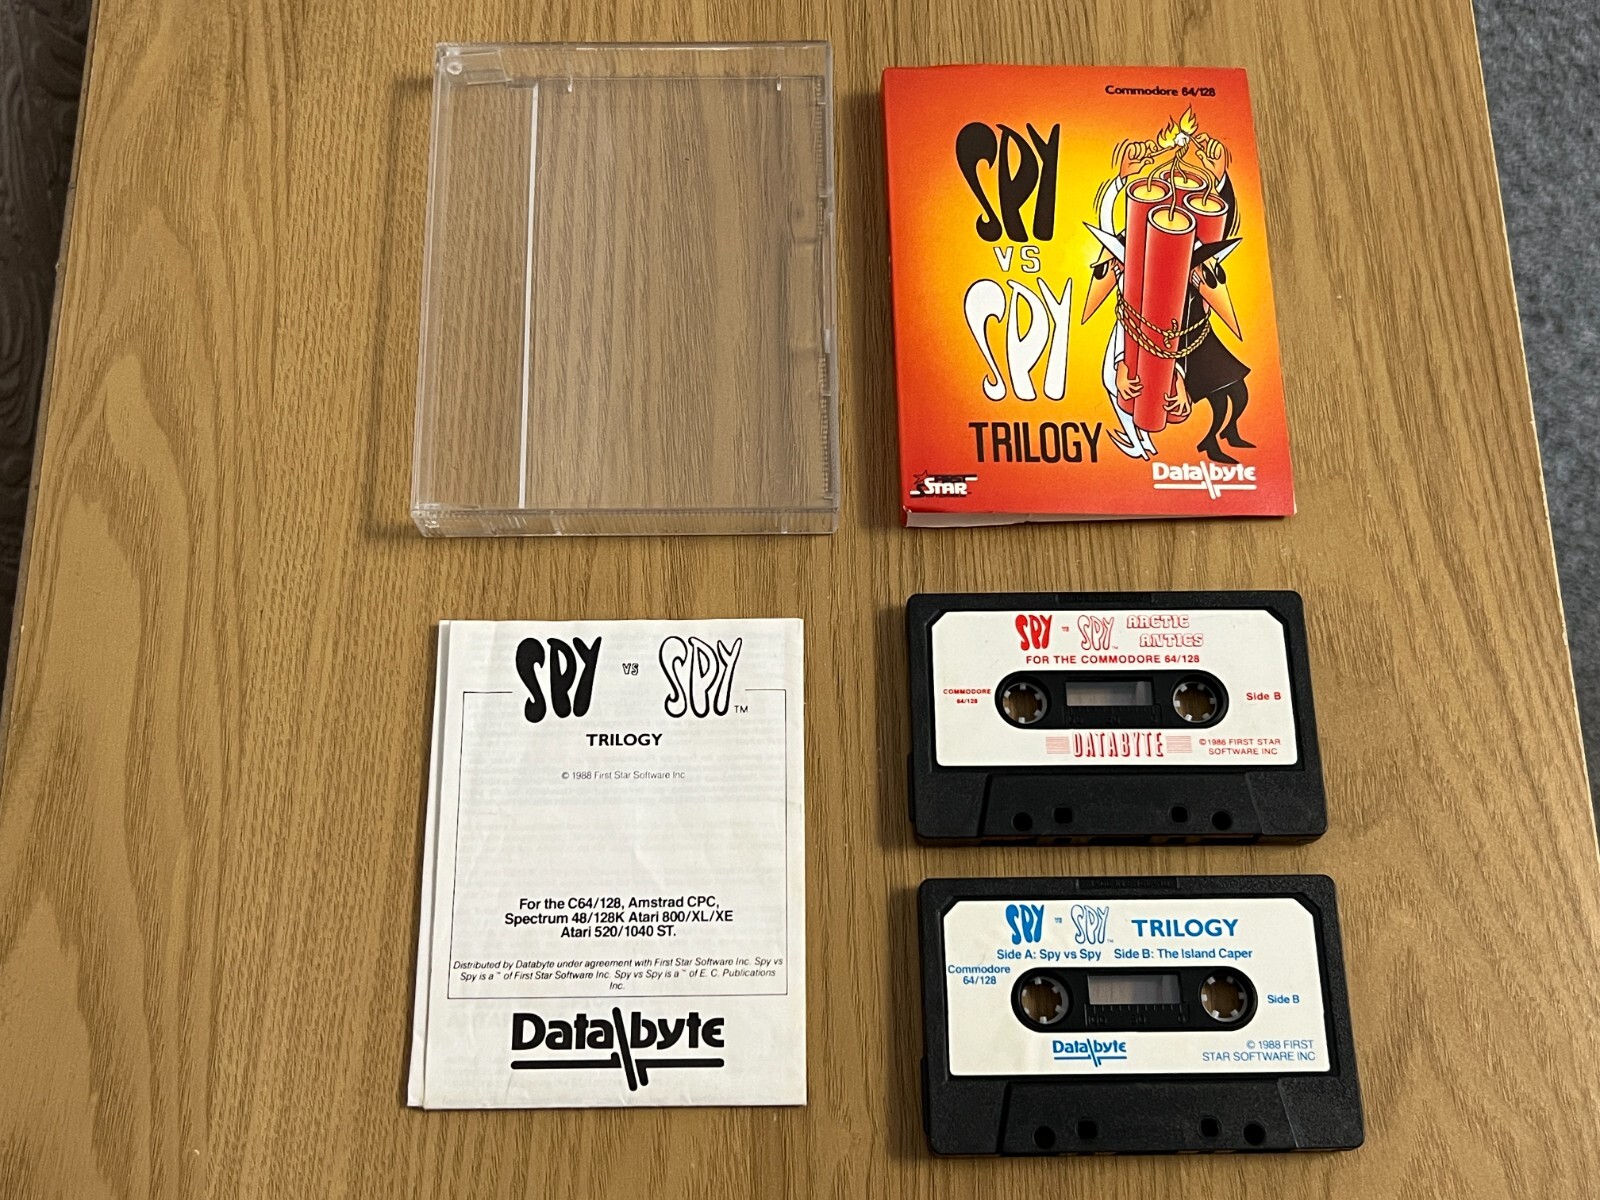 Commodore 64/128
SPY
VS
SPY
TRILOGY
FIRST
STAR
Databyte
SPY vs SPY TM
TRILOGY
© 1988 First Star Software Inc
For the C64/128, Amstrad CPC,
Spectrum 48/128K Atari 800/XL/XE
Atari 520/1040 ST.
Distributed by Databyte under agreement with First Star Software Inc. Spy vs
Spy is a ™ of First Star Software Inc. Spy vs Spy is a ™ of E. C. Publications
Inc.
Databyte
SPY vs SPY™ ARCTIC
ANTICS
FOR THE COMMODORE 64/128
COMMODORE
64/128
Side B
DATABYTE
©1986 FIRST STAR
SOFTWARE INC
SPY vs SPY™ TRILOGY
Side A: Spy vs Spy Side B: The Island Caper
Commodore
64/128
Side B
Databyte
© 1988 FIRST
STAR SOFTWARE INC